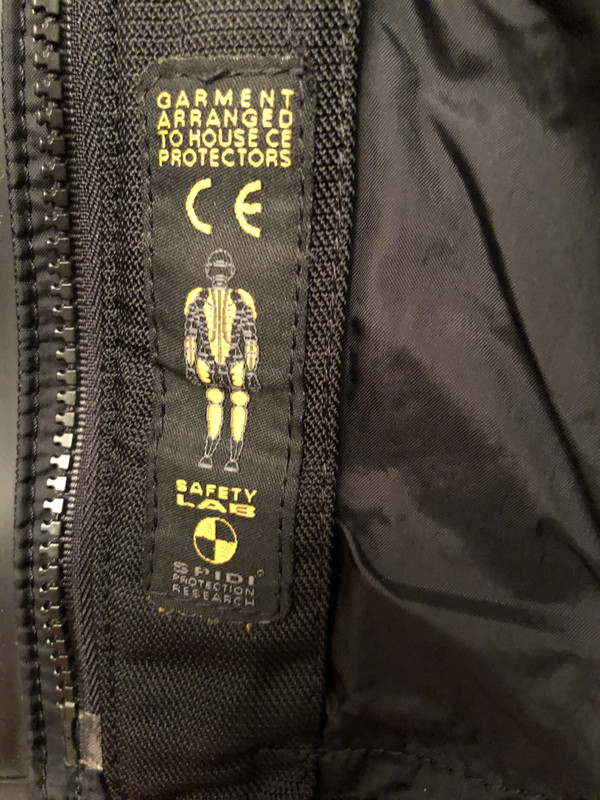 GARMENT
ARRANGED
TO HOUSE CE
PROTECTORS
CE
SAFETY
LAB
SPIDI
PROTECTION
RESEARCH